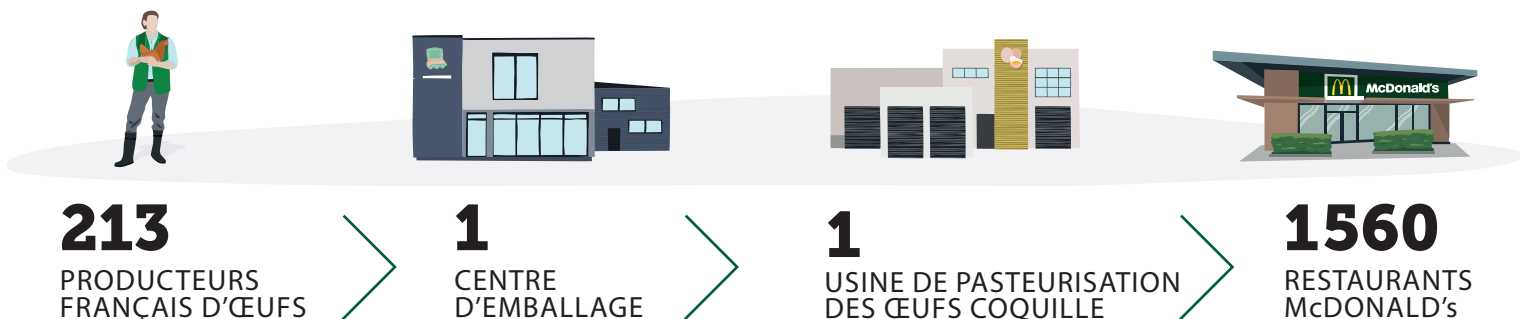 McDonald's
213
PRODUCTEURS
FRANÇAIS D'ŒUFS
1
CENTRE
D'EMBALLAGE
1
USINE DE PASTEURISATION
DES ŒUFS COQUILLE
1560
RESTAURANTS
McDONALD's